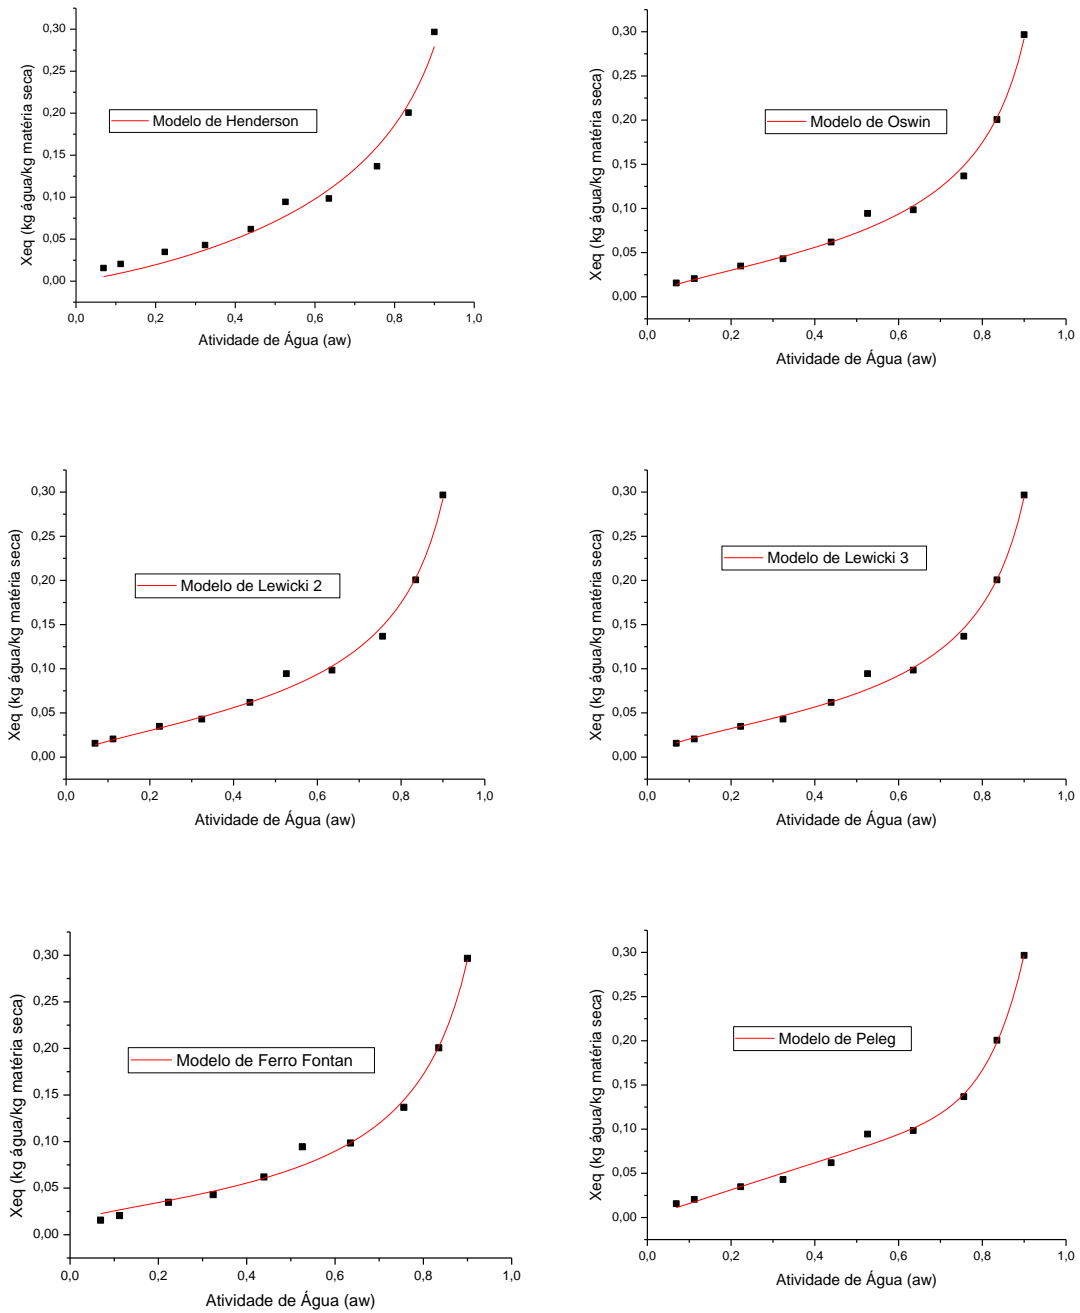 Xeq (kg água/kg matéria seca)
0,30
0,25
0,20
0,15
0,10
0,05
0,00
Modelo de Henderson
0,0 0,2 0,4 0,6 0,8 1,0
Atividade de Água (aw)
Xeq (kg água/kg matéria seca)
0,30
0,25
0,20
0,15
0,10
0,05
0,00
Modelo de Oswin
0,0 0,2 0,4 0,6 0,8 1,0
Atividade de Água (aw)
Xeq (kg água/kg matéria seca)
0,30
0,25
0,20
0,15
0,10
0,05
0,00
Modelo de Lewicki 2
0,0 0,2 0,4 0,6 0,8 1,0
Atividade de Água (aw)
Xeq (kg água/kg matéria seca)
0,30
0,25
0,20
0,15
0,10
0,05
0,00
Modelo de Lewicki 3
0,0 0,2 0,4 0,6 0,8 1,0
Atividade de Água (aw)
Xeq (kg água/kg matéria seca)
0,30
0,25
0,20
0,15
0,10
0,05
0,00
Modelo de Ferro Fontan
0,0 0,2 0,4 0,6 0,8 1,0
Atividade de Água (aw)
Xeq (kg água/kg matéria seca)
0,30
0,25
0,20
0,15
0,10
0,05
0,00
Modelo de Peleg
0,0 0,2 0,4 0,6 0,8 1,0
Atividade de Água (aw)